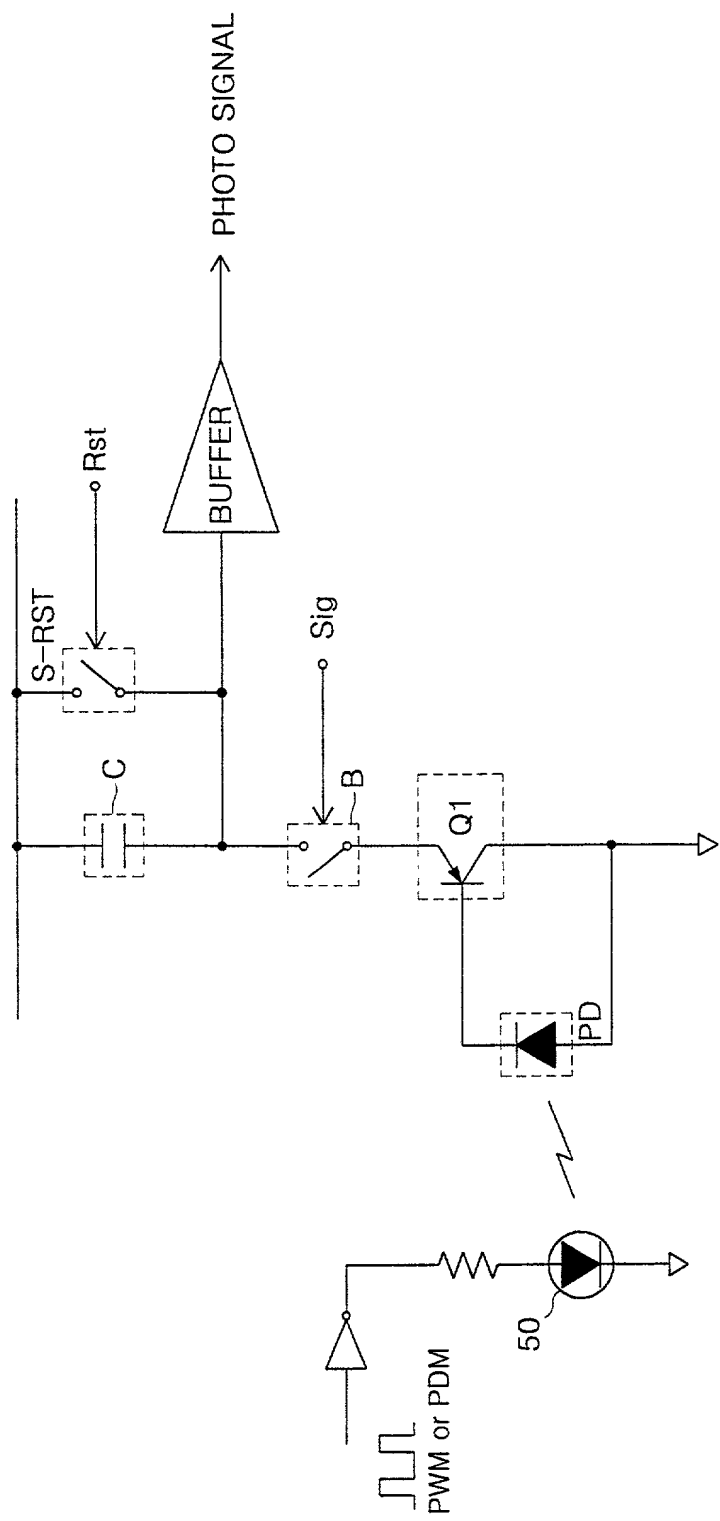 PWM or PDM
50
PD
Q1
B
Sig
C
S-RST
Rst
BUFFER
PHOTO SIGNAL